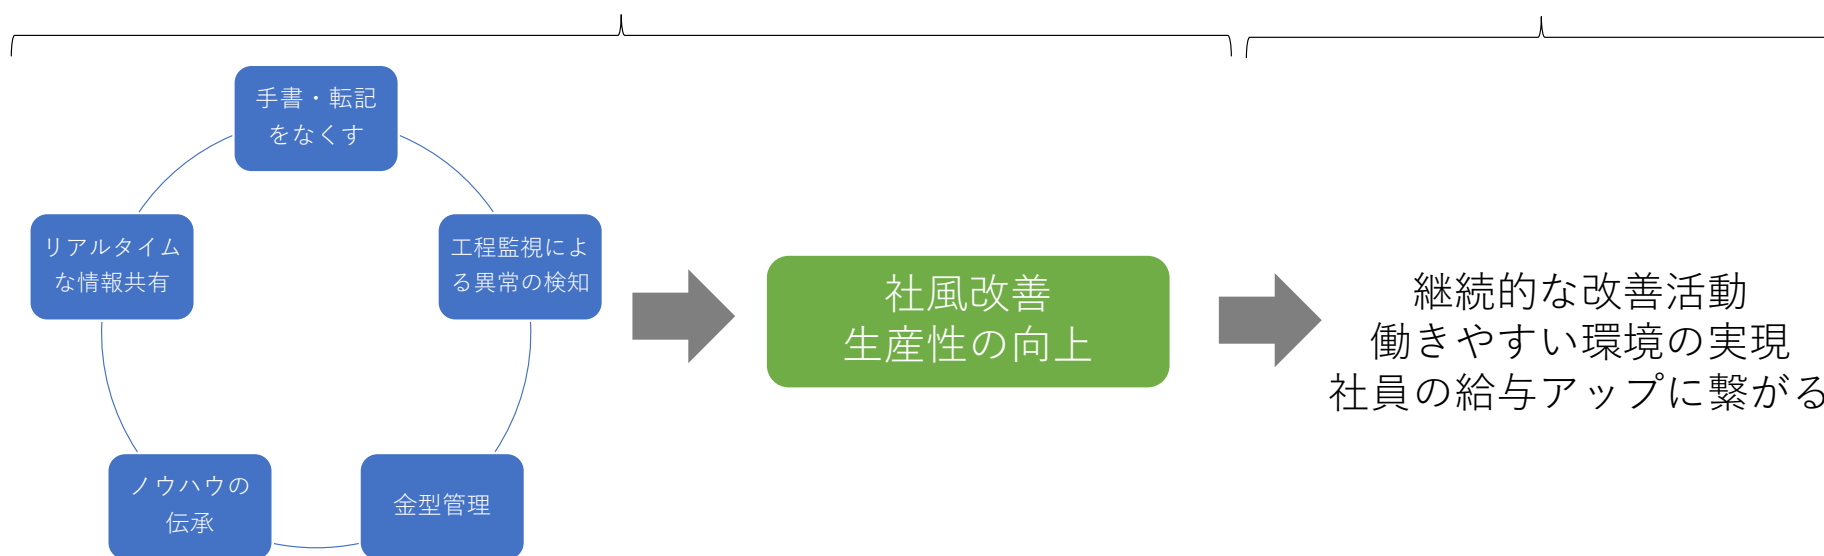 手書・転記
をなくす
リアルタイム
な情報共有
工程監視によ
る異常の検知
ノウハウの
伝承
金型管理
社風改善
生産性の向上
継続的な改善活動
働きやすい環境の実現
社員の給与アップに繋がる